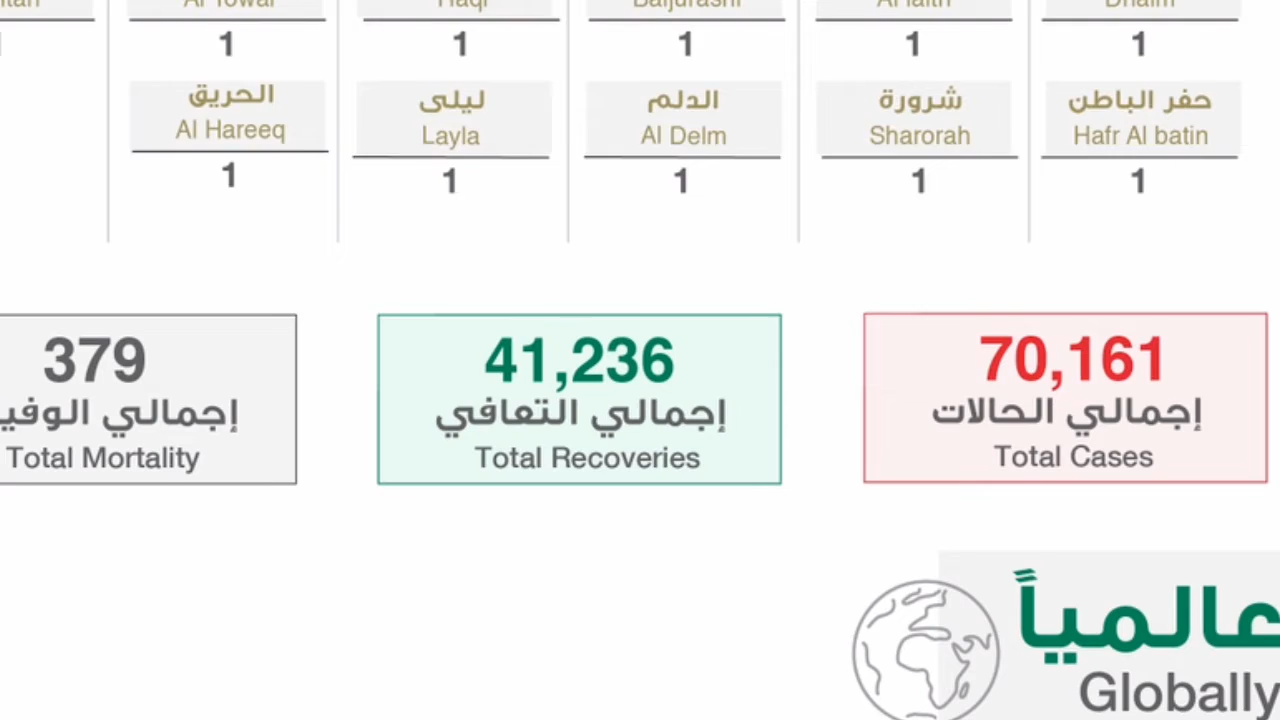 1
1
1
1
1
حفر الباطن
Hafr Al batin
1
شرورة
Sharorah
1
الدلم
Al Delm
1
ليلى
Layla
1
الحريق
Al Hareeq
1
70,161
إجمالي الحالات
Total Cases
41,236
إجمالي التعافي
Total Recoveries
379
إجمالي
Total Mortality
عالمياً
Globally